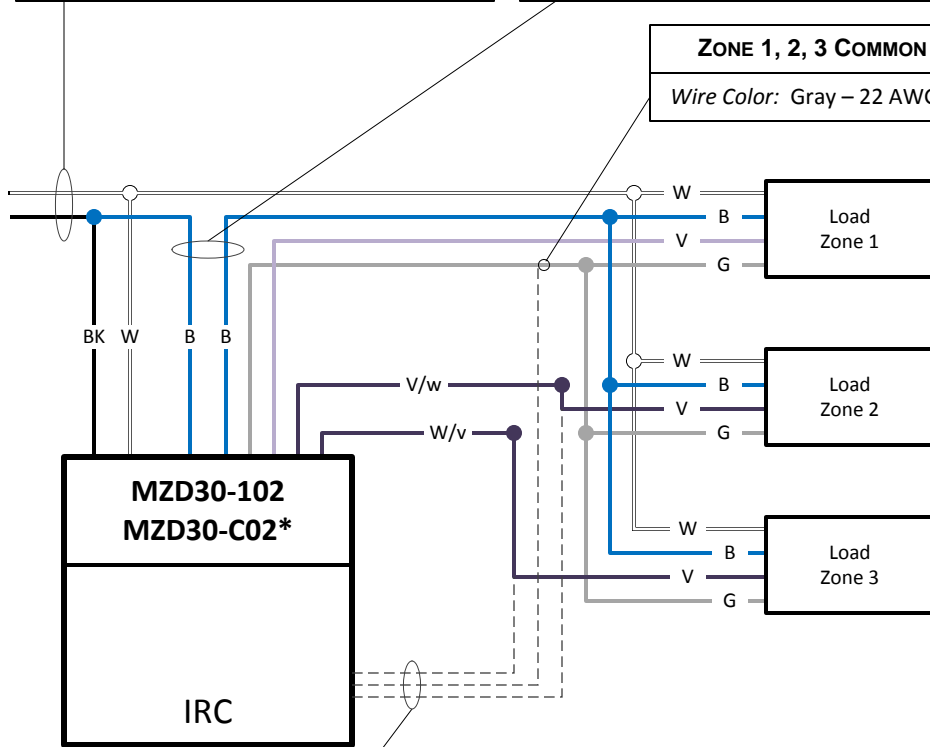 ZONE 1, 2, 3 COMMON
Wire Color: Gray – 22 AWG
W
B
V
G
Load
Zone 1
BK W B B
V/w
W/v
W
B
V
G
Load
Zone 2
MZD30-102
MZD30-C02*
W
B
V
G
Load
Zone 3
IRC